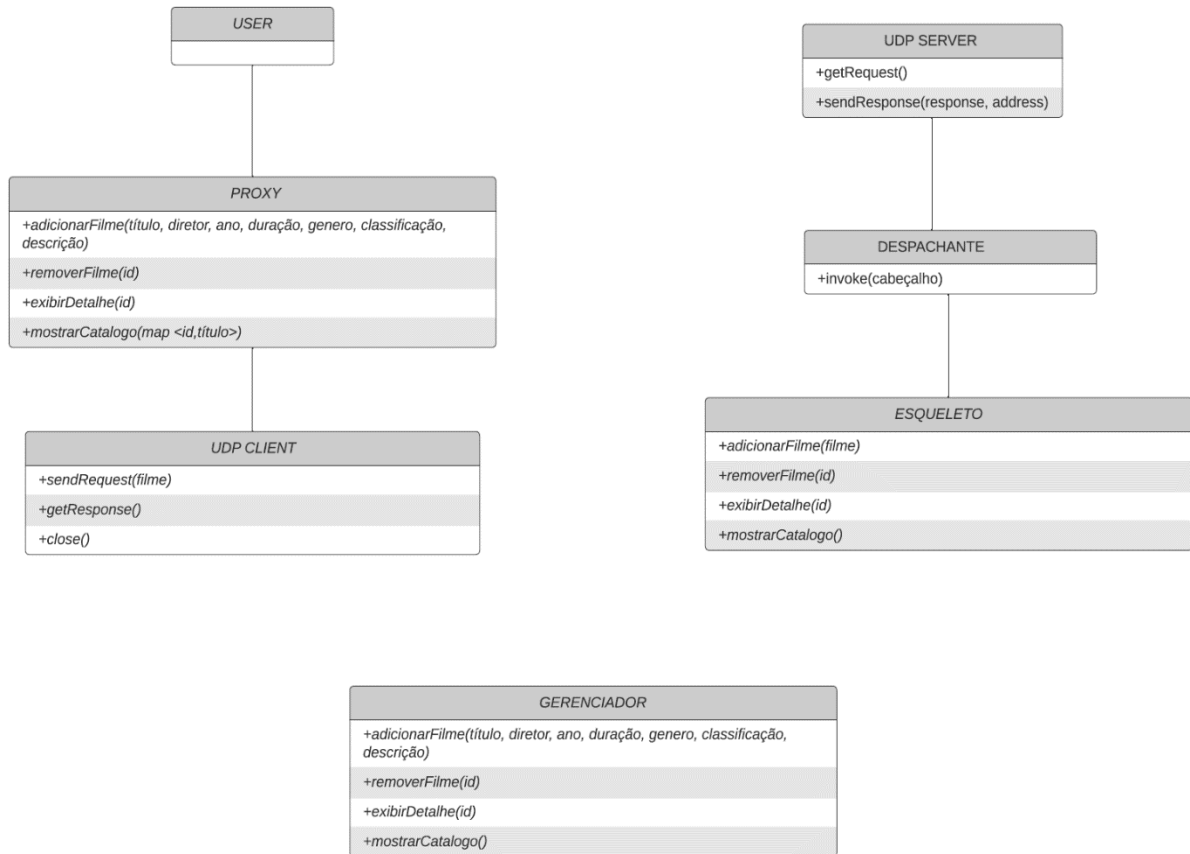 USER
PROXY
+adicionarFilme(título, diretor, ano, duração, genero, classificação,
descrição)
+removerFilme(id)
+exibirDetalhe(id)
+mostrarCatalogo(map <id,título>)
UDP CLIENT
+sendRequest(filme)
+getResponse()
+close()
UDP SERVER
+getRequest()
+sendResponse(response, address)
DESPACHANTE
+invoke(cabeçalho)
ESQUELETO
+adicionarFilme(filme)
+removerFilme(id)
+exibirDetalhe(id)
+mostrarCatalogo()
GERENCIADOR
+adicionarFilme(título, diretor, ano, duração, genero, classificação,
descrição)
+removerFilme(id)
+exibirDetalhe(id)
+mostrarCatalogo()